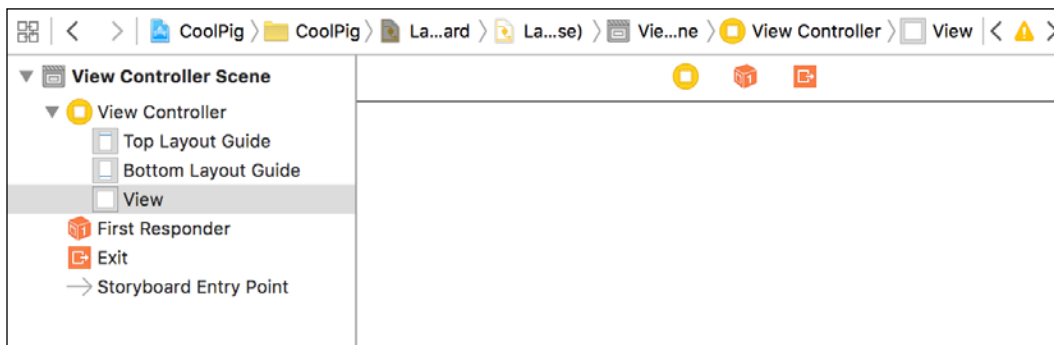 CoolPig CoolPig La...ard La...se) Vie...ne View Controller View
View Controller Scene
View Controller
Top Layout Guide
Bottom Layout Guide
View
First Responder
Exit
Storyboard Entry Point